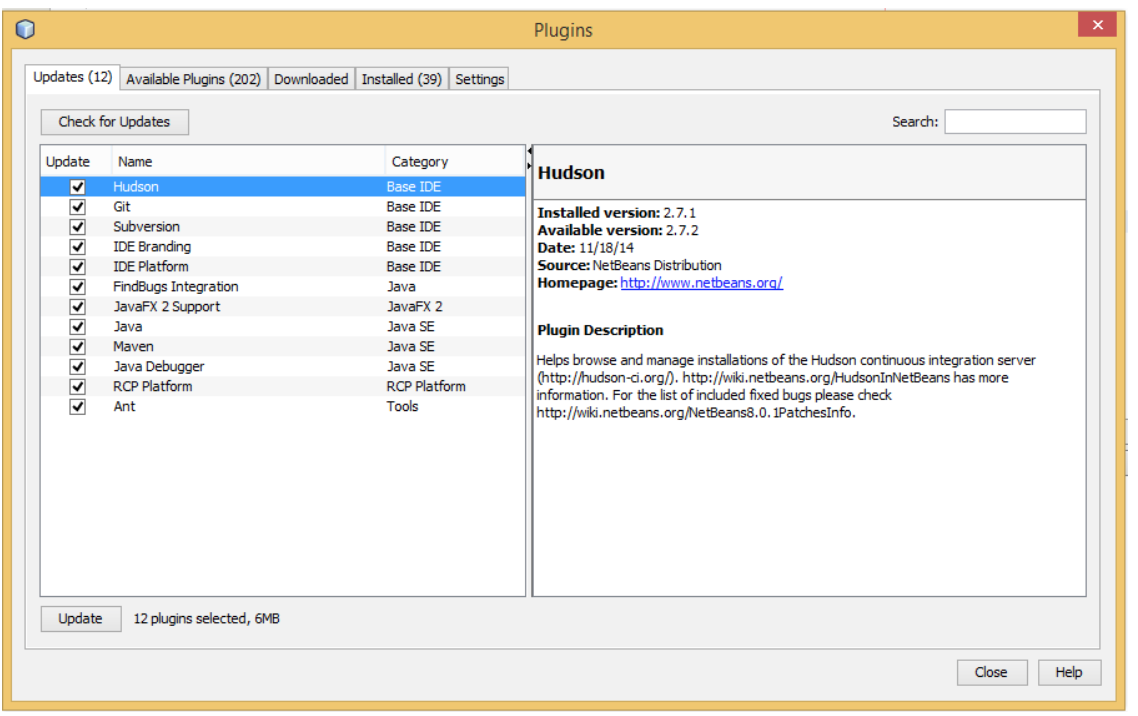 Plugins
Updates (12) Available Plugins (202) Downloaded Installed (39) Settings
Check for Updates Search:
Update Name Category
Hudson Base IDE
Git Base IDE
Subversion Base IDE
IDE Branding Base IDE
IDE Platform Base IDE
FindBugs Integration Java
JavaFX 2 Support JavaFX 2
Java Java SE
Maven Java SE
Java Debugger Java SE
RCP Platform RCP Platform
Ant Tools
Hudson
Installed version: 2.7.1
Available version: 2.7.2
Date: 11/18/14
Source: NetBeans Distribution
Homepage: http://www.netbeans.org/
Plugin Description
Helps browse and manage installations of the Hudson continuous integration server
(http://hudson-ci.org/). http://wiki.netbeans.org/HudsonInNetBeans has more
information. For the list of included fixed bugs please check
http://wiki.netbeans.org/NetBeans8.0.1PatchesInfo.
Update 12 plugins selected, 6MB
Close Help